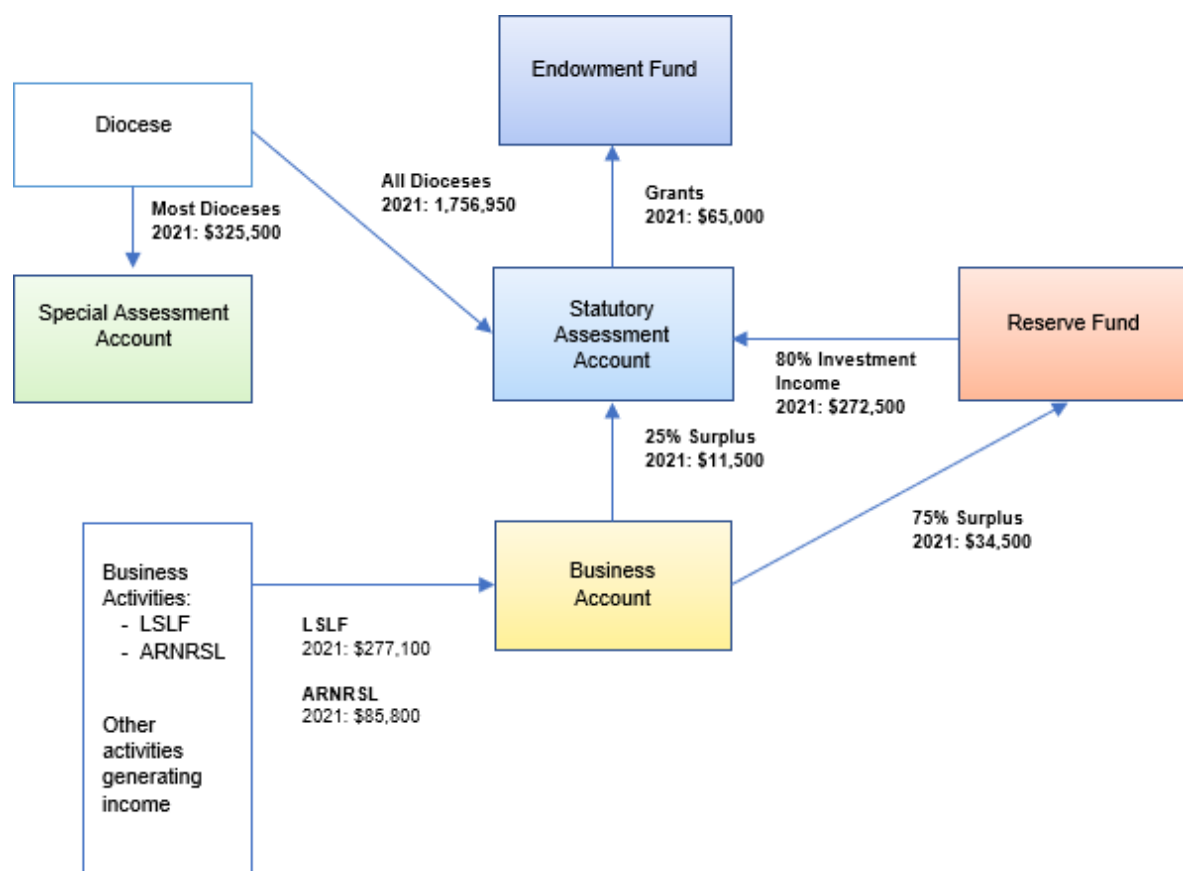 Endowment Fund
Diocese
All Dioceses
2021: 1,756,950
Grants
2021: $65,000
Most Dioceses
2021: $325,500
Special Assessment
Account
Statutory
Assessment
Account
Reserve Fund
80% Investment
Income
2021: $272,500
25% Surplus
2021: $11,500
75% Surplus
2021: $34,500
Business
Activities:
- LSLF
- ARNRSL
Other
activities
generating
income
LSLF
2021: $277,100
ARNRSL
2021: $85,800
Business
Account